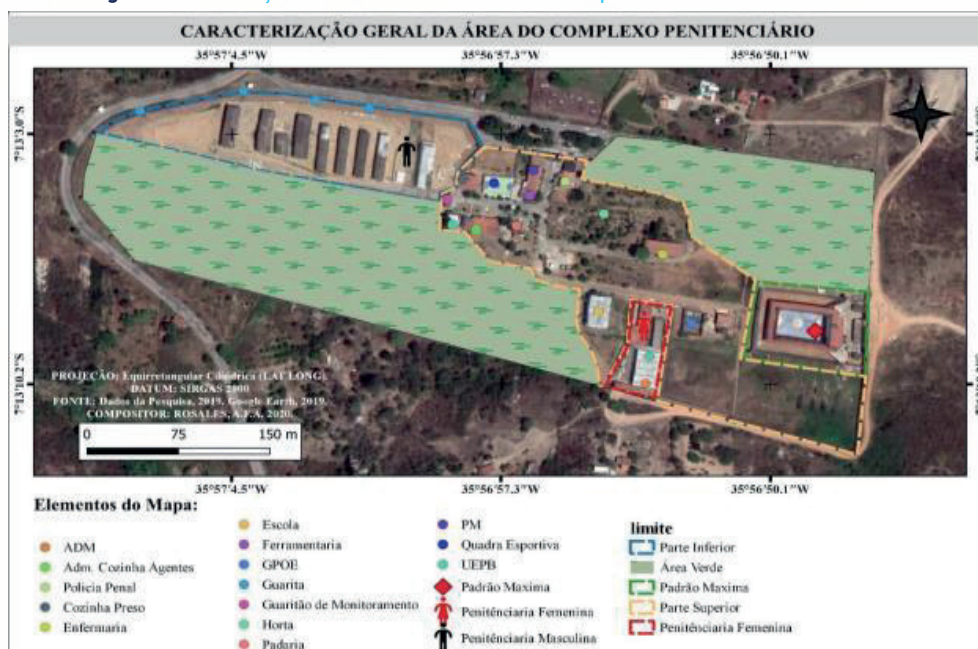 CARACTERIZAÇÃO GERAL DA ÁREA DO COMPLEXO PENITENCIÁRIO
35°57'4.5"W 35°56'57.3"W 35°56'50.1"W
7°13'3.0"S
7°13'10.2"S
PROJEÇÃO: Equirretangular Cilíndrica (LAT/LONG).
DATUM: SIRGAS 2000
FONTE: Dados da Pesquisa, 2019. Google Earth, 2019.
COMPOSITOR: ROSALES, A.F.A. 2020.
0 75 150 m
35°57'4.5"W 35°56'57.3"W 35°56'50.1"W
Elementos do Mapa:
ADM
Adm. Cozinha Agentes
Policia Penal
Cozinha Preso
Enfermaria
Escola
Ferramentaria
GPOE
Guarita
Guaritão de Monitoramento
Horta
Padaria
PM
Quadra Esportiva
UEPB
Padrão Maxima
Penitênciaria Feminina
Penitênciaria Masculina
limite
Parte Inferior
Área Verde
Padrão Maxima
Parte Superior
Penitênciaria Feminina